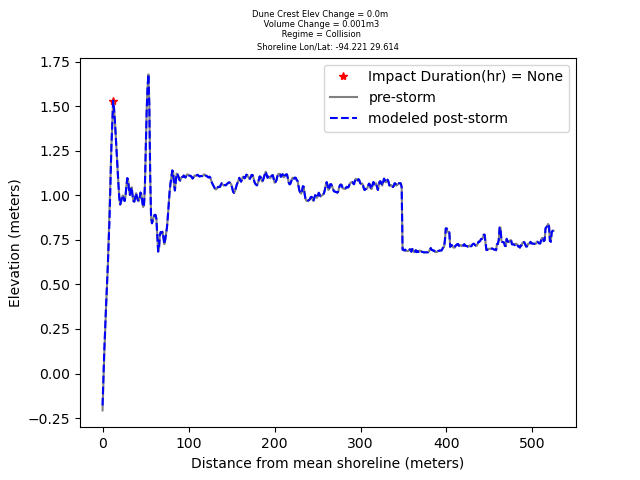 Dune Crest Elev Change = 0.0m
Volume Change = 0.001m3
Regime = Collision
Shoreline Lon/Lat: -94.221 29.614
Impact Duration(hr) = None
pre-storm
modeled post-storm
1.75
1.50
1.25
1.00
0.75
0.50
0.25
0.00
−0.25
Elevation (meters)
0 100 200 300 400 500
Distance from mean shoreline (meters)